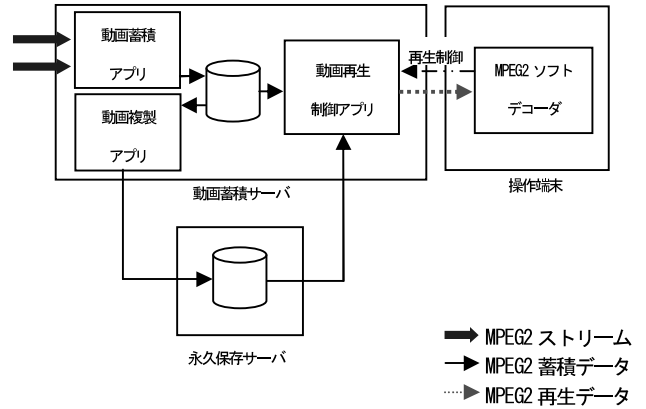 動画蓄積
アプリ
動画複製
アプリ
動画再生
制御アプリ
再生制御
MPEG2 ソフト
デコーダ
動画蓄積サーバ
操作端末
永久保存サーバ
MPEG2 ストリーム
MPEG2 蓄積データ
MPEG2 再生データ